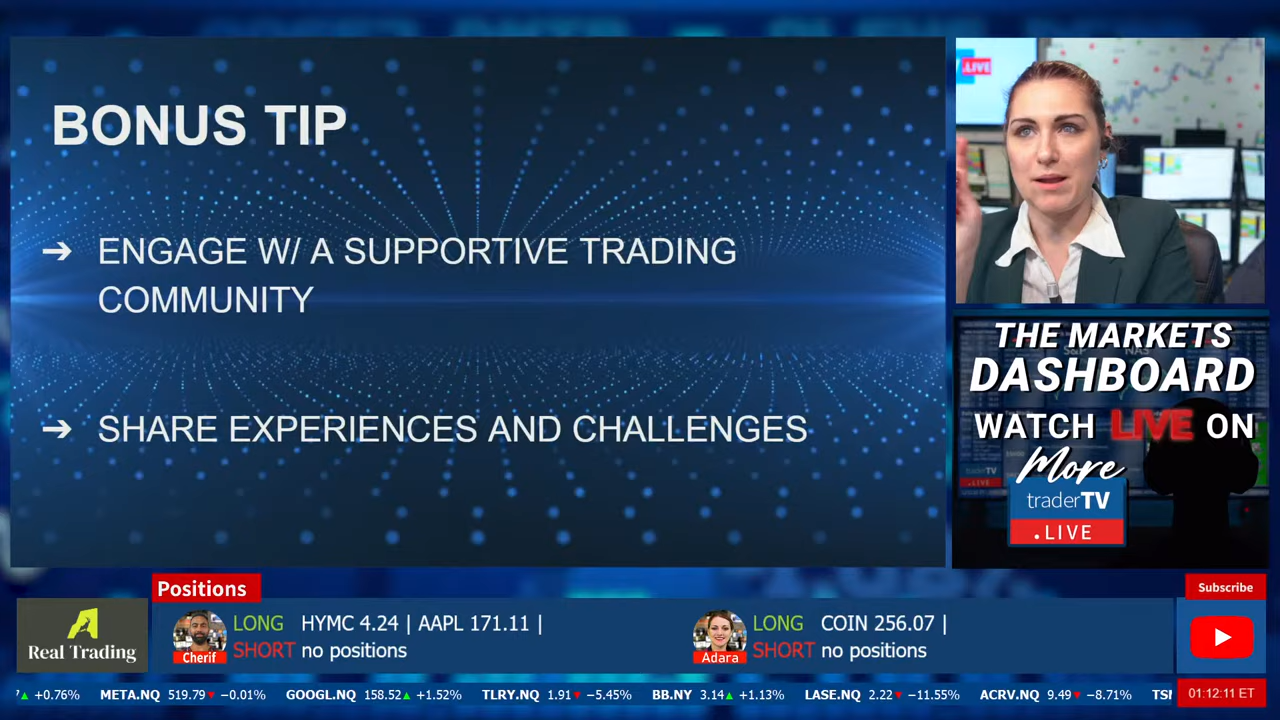 BONUS TIP
➔ ENGAGE W/ A SUPPORTIVE TRADING
COMMUNITY
➔ SHARE EXPERIENCES AND CHALLENGES
.LIVE
THE MARKETS
DASHBOARD
WATCH LIVE ON
More
traderTV
.LIVE
Positions
Subscribe
Real Trading
Cherif
LONG HYMC 4.24 | AAPL 171.11 |
SHORT no positions
Adara
LONG COIN 256.07 |
SHORT no positions
▲ +0.76% META.NQ 519.79▼ −0.01% GOOGL.NQ 158.52▲ +1.52% TLRY.NQ 1.91▼ −5.45% BB.NY 3.14▲ +1.13% LASE.NQ 2.22▼ −11.55% ACRV.NQ 9.49▼ −8.71%
01:12:11 ET